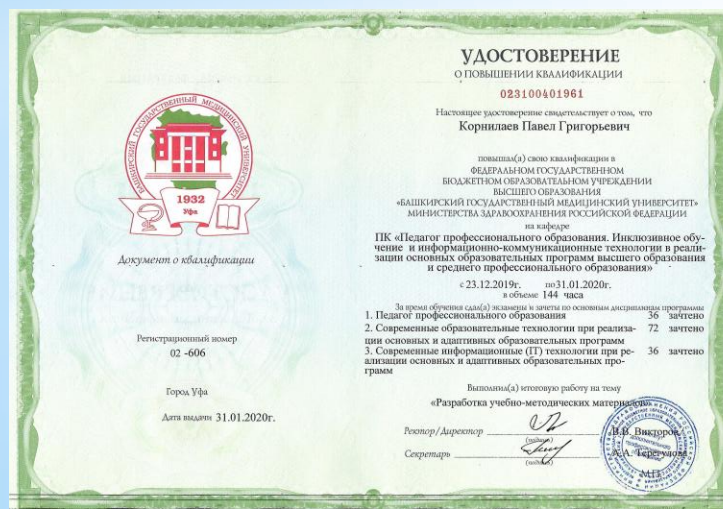 БАШКИРСКИЙ ГОСУДАРСТВЕННЫЙ МЕДИЦИНСКИЙ УНИВЕРСИТЕТ
1932
Уфа
Документ о квалификации
Регистрационный номер
02 -606
Город Уфа
Дата выдачи 31.01.2020г.
УДОСТОВЕРЕНИЕ
О ПОВЫШЕНИИ КВАЛИФИКАЦИИ
023100401961
Настоящее удостоверение свидетельствует о том, что
Корнилаев Павел Григорьевич
повышал(а) свою квалификации в
ФЕДЕРАЛЬНОМ ГОСУДАРСТВЕННОМ
БЮДЖЕТНОМ ОБРАЗОВАТЕЛЬНОМ УЧРЕЖДЕНИИ
ВЫСШЕГО ОБРАЗОВАНИЯ
«БАШКИРСКИЙ ГОСУДАРСТВЕННЫЙ МЕДИЦИНСКИЙ УНИВЕРСИТЕТ»
МИНИСТЕРСТВА ЗДРАВООХРАНЕНИЯ РОССИЙСКОЙ ФЕДЕРАЦИИ
на кафедре
ПК «Педагог профессионального образования. Инклюзивное обу-
чение и информационно-коммуникационные технологии в реали-
зации основных образовательных программ высшего образования
и среднего профессионального образования»
с 23.12.2019г. по31.01.2020г.
в объеме 144 часа
За время обучения сдал(а) экзамены и зачеты по основным дисциплинам программы
1. Педагог профессионального образования 36 зачтено
2. Современные образовательные технологии при реализа- 72 зачтено
ции основных и адаптивных образовательных программ
3. Современные информационные (IT) технологии при ре- 36 зачтено
ализации основных и адаптивных образовательных про-
грамм
Выполнил(а) итоговую работу на тему
«Разработка учебно-методических материалов»
Ректор/Директор В.В. Викторов
(подпись)
Секретарь А.А. Терегулова
(подпись)
М.П.